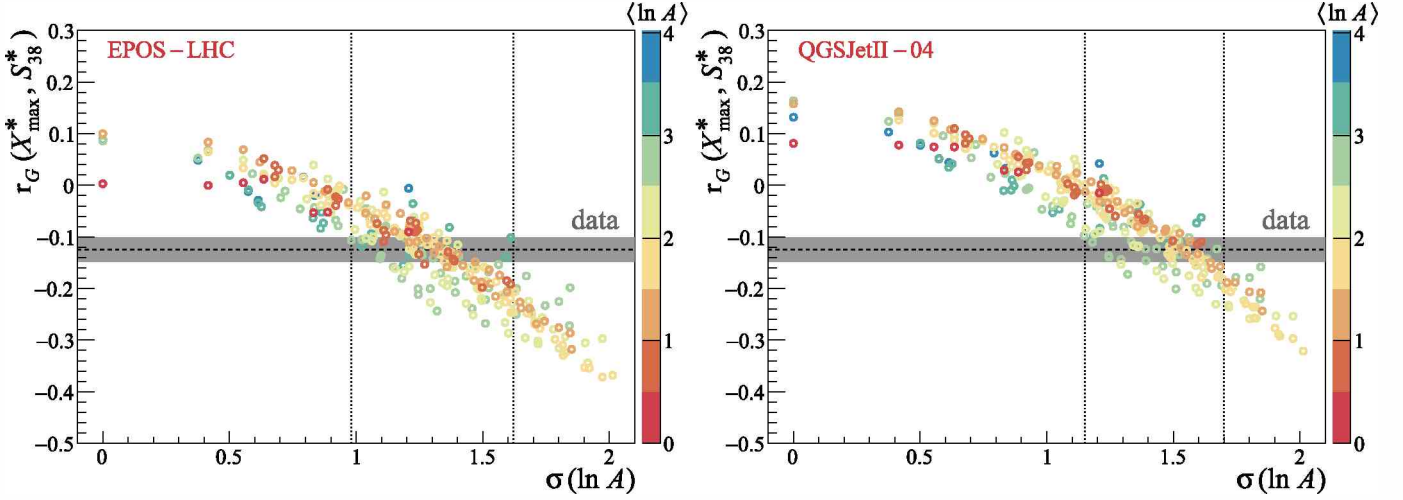 ⟨ln A⟩
EPOS – LHC
r_G (X*_max, S*_38)
0.3
0.2
0.1
0
−0.1
−0.2
−0.3
−0.4
−0.5
data
4
3
2
1
0
0 0.5 1 1.5 2
σ (ln A)
⟨ln A⟩
QGSJetII – 04
r_G (X*_max, S*_38)
0.3
0.2
0.1
0
−0.1
−0.2
−0.3
−0.4
−0.5
data
4
3
2
1
0
0 0.5 1 1.5 2
σ (ln A)